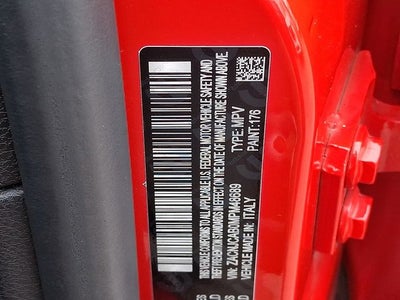 THIS VEHICLE CONFORMS TO ALL APPLICABLE U.S. FEDERAL MOTOR VEHICLE SAFETY AND
THEFT PREVENTION STANDARDS IN EFFECT ON THE DATE OF MANUFACTURE SHOWN ABOVE.
VIN: ZACNJCAB0MPM48689 TYPE: MPV
VEHICLE MADE IN: ITALY PAINT: 176